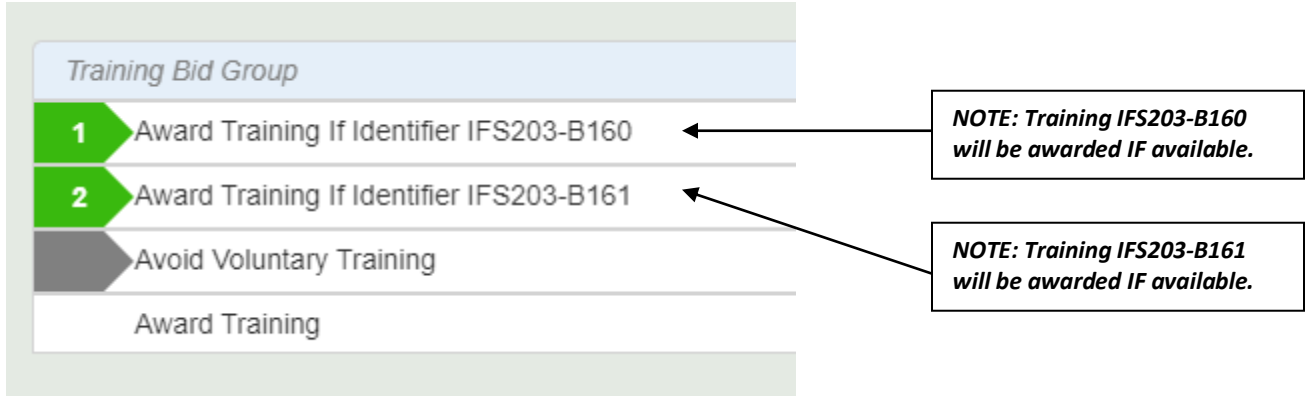 Training Bid Group
1 Award Training If Identifier IFS203-B160
2 Award Training If Identifier IFS203-B161
Avoid Voluntary Training
Award Training
NOTE: Training IFS203-B160
will be awarded IF available.
NOTE: Training IFS203-B161
will be awarded IF available.